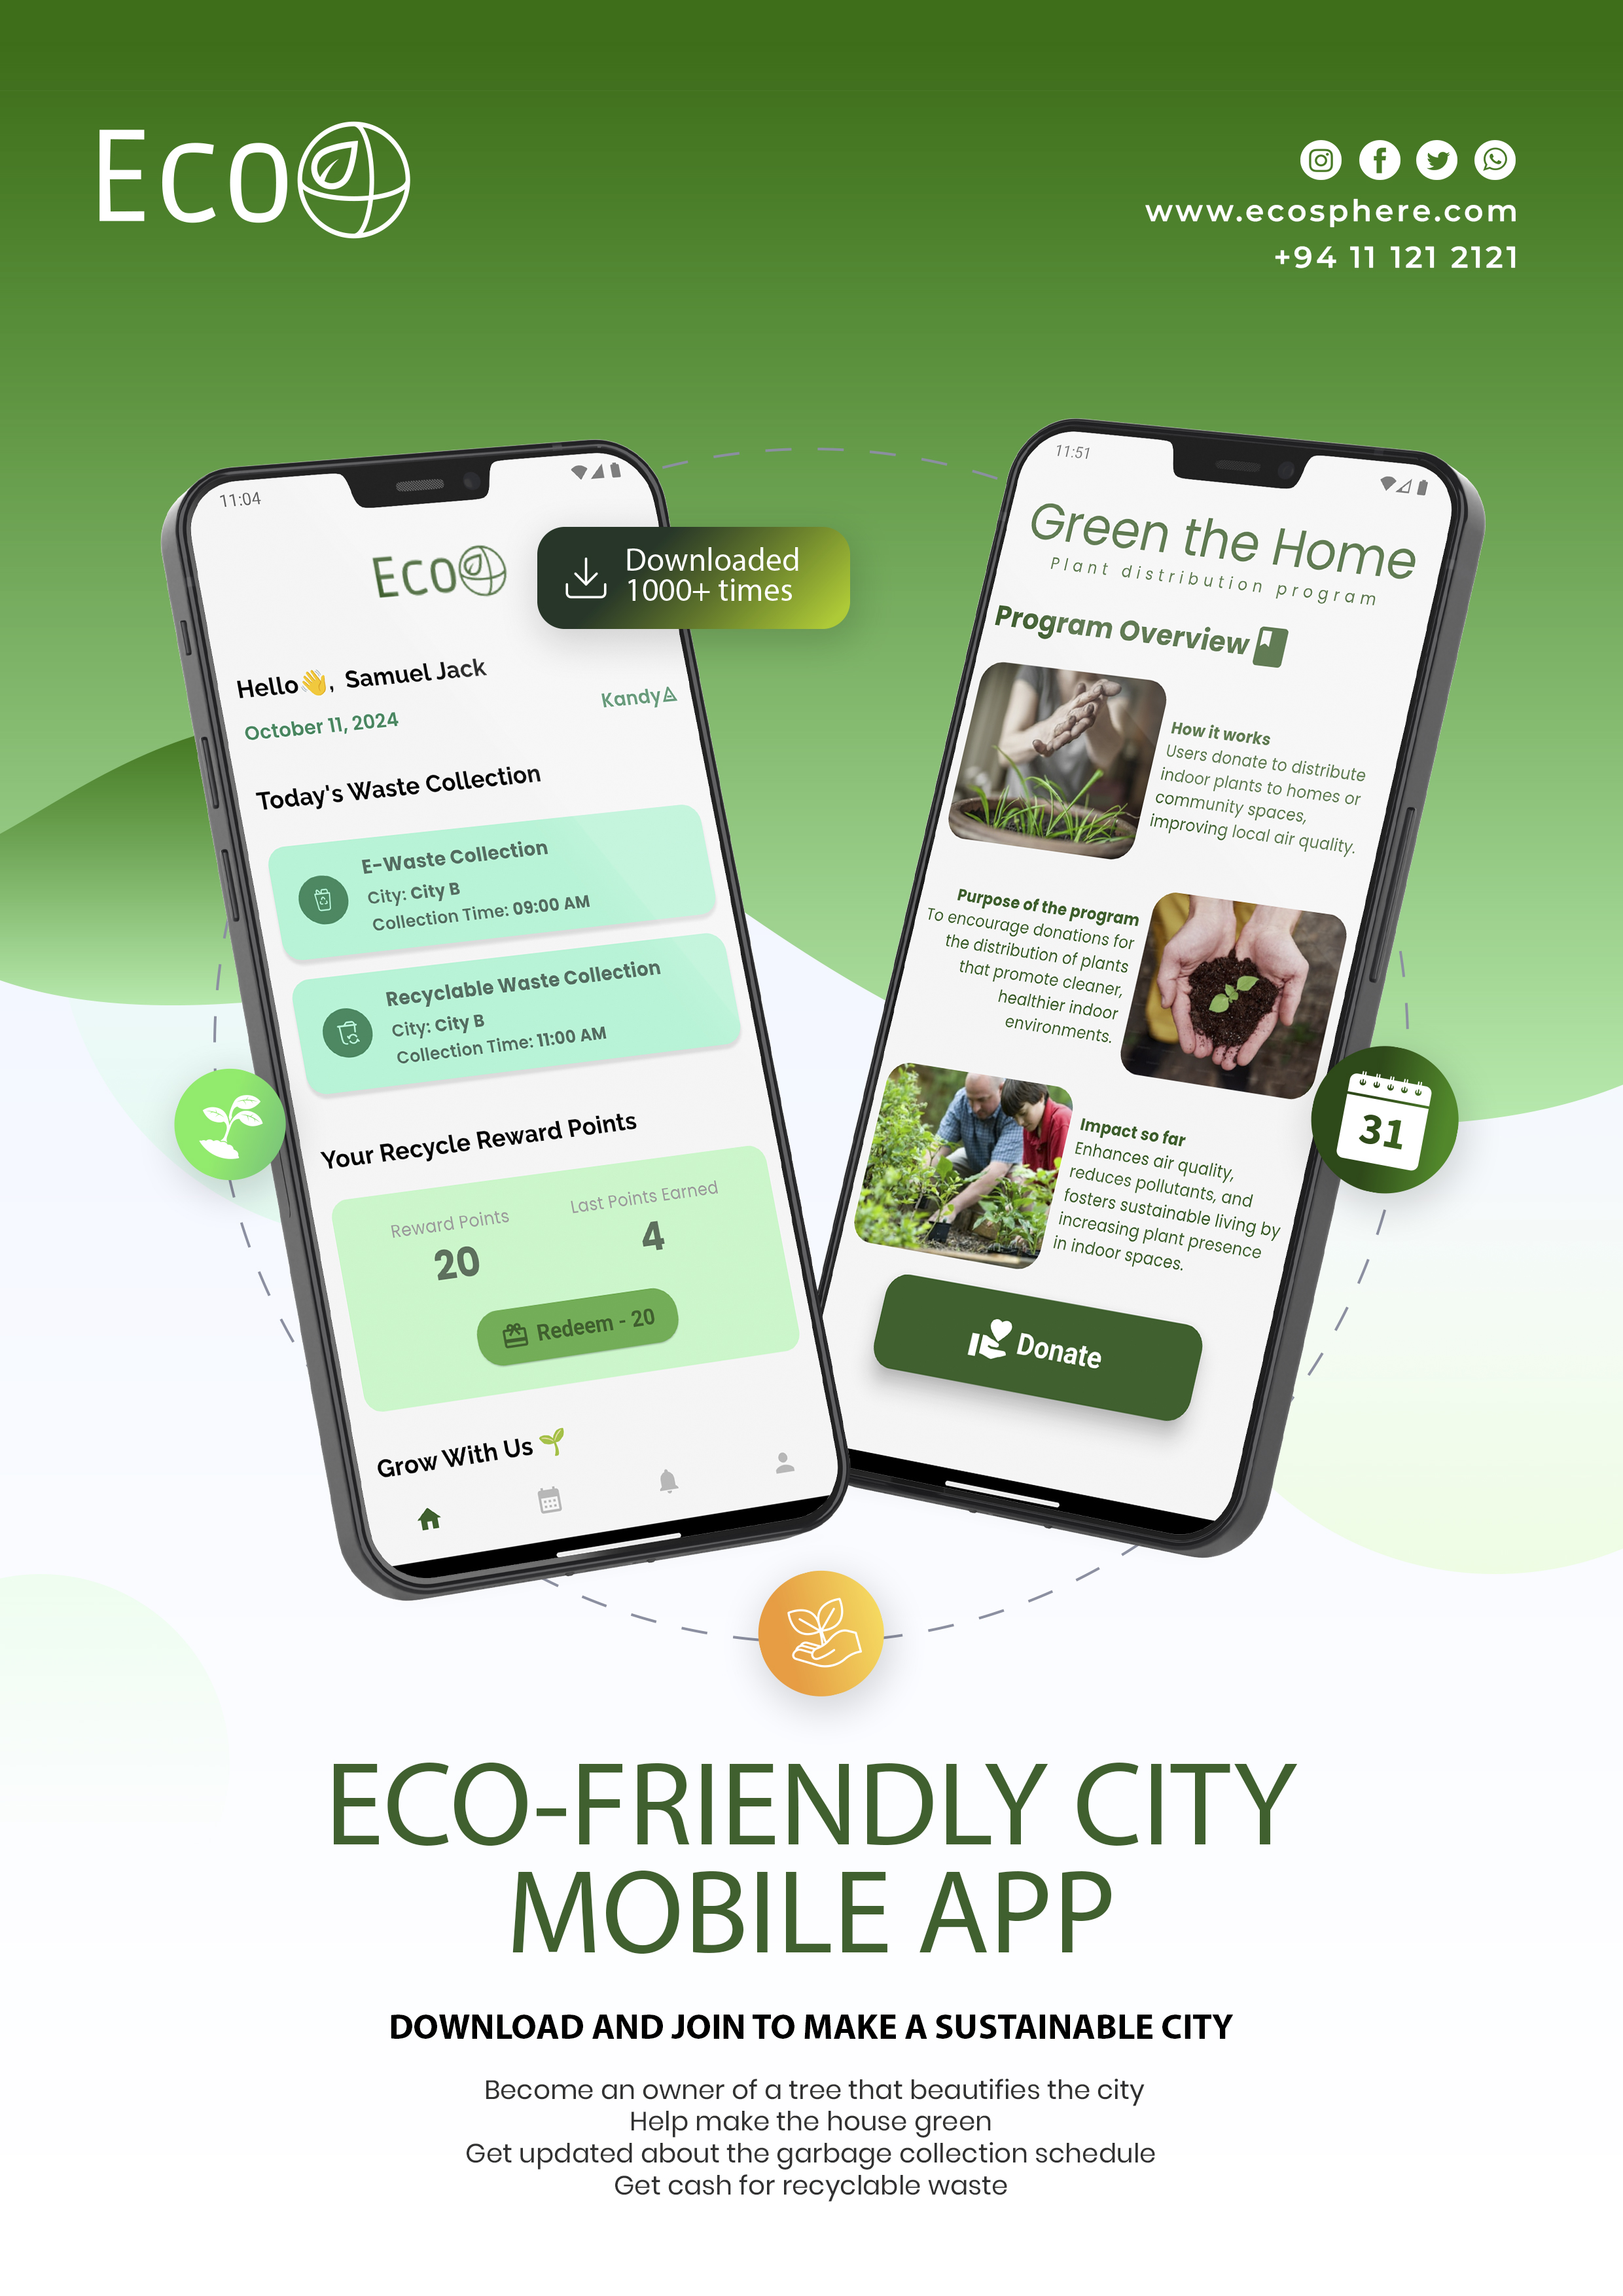 Eco
www.ecosphere.com
+94 11 121 2121
11:04
Eco
Downloaded
1000+ times
Hello👋, Samuel Jack
October 11, 2024
Kandy
Today's Waste Collection
E-Waste Collection
City: City B
Collection Time: 09:00 AM
Recyclable Waste Collection
City: City B
Collection Time: 11:00 AM
Your Recycle Reward Points
Reward Points
20
Last Points Earned
4
Redeem - 20
Grow With Us 🌱
11:51
Green the Home
Plant distribution program
Program Overview
How it works
Users donate to distribute
indoor plants to homes or
community spaces,
improving local air quality.
Purpose of the program
To encourage donations for
the distribution of plants
that promote cleaner,
healthier indoor
environments.
Impact so far
Enhances air quality,
reduces pollutants, and
fosters sustainable living by
increasing plant presence
in indoor spaces.
Donate
31
ECO-FRIENDLY CITY
MOBILE APP
DOWNLOAD AND JOIN TO MAKE A SUSTAINABLE CITY
Become an owner of a tree that beautifies the city
Help make the house green
Get updated about the garbage collection schedule
Get cash for recyclable waste